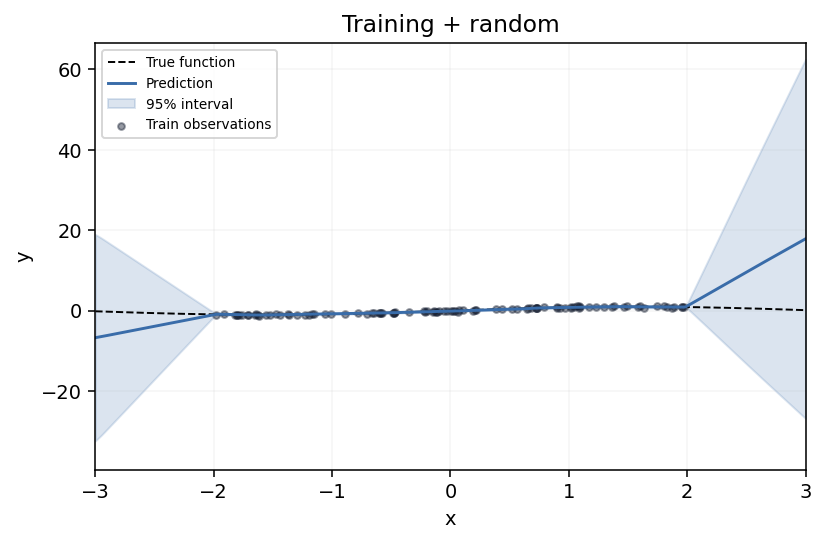 Training + random
True function
Prediction
95% interval
Train observations
60
40
20
0
−20
y
−3
−2
−1
0
1
2
3
x